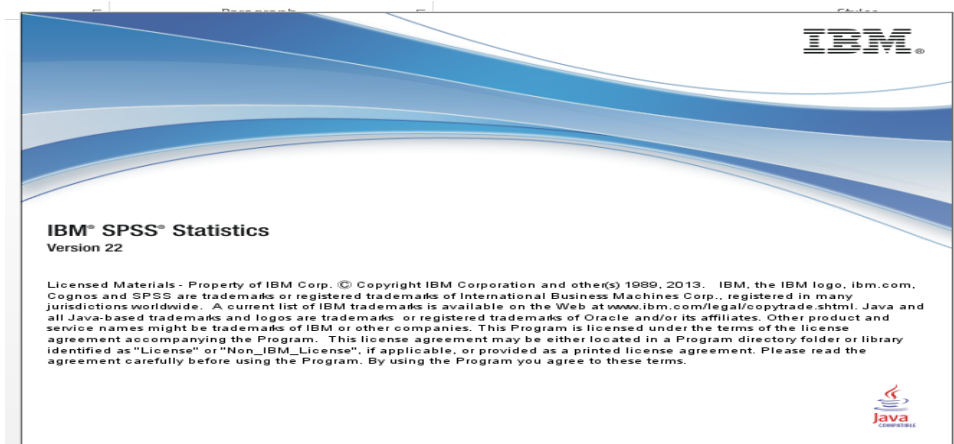 Paragraph
Styles
IBM®
IBM® SPSS® Statistics
Version 22
Licensed Materials - Property of IBM Corp. © Copyright IBM Corporation and other(s) 1989, 2013.   IBM, the IBM logo, ibm.com,
Cognos and SPSS are trademarks or registered trademarks of International Business Machines Corp., registered in many
jurisdictions worldwide.  A current list of IBM trademarks is available on the Web at www.ibm.com/legal/copytrade.shtml. Java and
all Java-based trademarks and logos are trademarks  or registered trademarks of Oracle and/or its affiliates. Other product and
service names might be trademarks of IBM or other companies. This Program is licensed under the terms of the license
agreement accompanying the Program.  This license agreement may be either located in a Program directory folder or library
identified as "License" or "Non_IBM_License", if applicable, or provided as a printed license agreement. Please read the
agreement carefully before using the Program. By using the Program you agree to these terms.
Java
COMPATIBLE